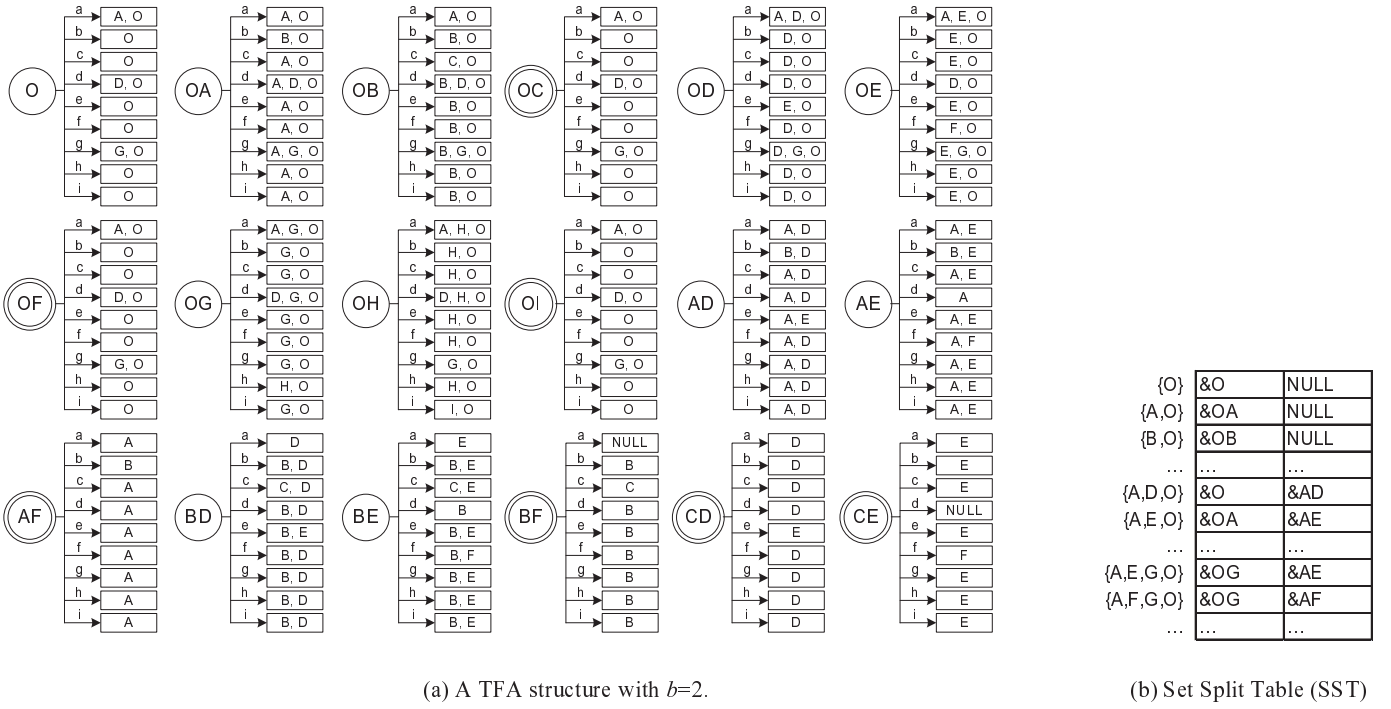 O
a A, O
b O
c O
d D, O
e O
f O
g G, O
h O
i O
OA
a A, O
b B, O
c A, O
d A, D, O
e A, O
f A, O
g A, G, O
h A, O
i A, O
OB
a A, O
b B, O
c C, O
d B, D, O
e B, O
f B, O
g B, G, O
h B, O
i B, O
OC
a A, O
b O
c O
d D, O
e O
f O
g G, O
h O
i O
OD
a A, D, O
b D, O
c D, O
d D, O
e E, O
f D, O
g D, G, O
h D, O
i D, O
OE
a A, E, O
b E, O
c E, O
d D, O
e E, O
f F, O
g E, G, O
h E, O
i E, O
OF
a A, O
b O
c O
d D, O
e O
f O
g G, O
h O
i O
OG
a A, G, O
b G, O
c G, O
d D, G, O
e G, O
f G, O
g G, O
h H, O
i G, O
OH
a A, H, O
b H, O
c H, O
d D, H, O
e H, O
f H, O
g G, O
h H, O
i I, O
OI
a A, O
b O
c O
d D, O
e O
f O
g G, O
h O
i O
AD
a A, D
b B, D
c A, D
d A, D
e A, E
f A, D
g A, D
h A, D
i A, D
AE
a A, E
b B, E
c A, E
d A
e A, E
f A, F
g A, E
h A, E
i A, E
AF
a A
b B
c A
d A
e A
f A
g A
h A
i A
BD
a D
b B, D
c C, D
d B, D
e B, E
f B, D
g B, D
h B, D
i B, D
BE
a E
b B, E
c C, E
d B
e B, E
f B, F
g B, E
h B, E
i B, E
BF
a NULL
b B
c C
d B
e B
f B
g B
h B
i B
CD
a D
b D
c D
d D
e E
f D
g D
h D
i D
CE
a E
b E
c E
d NULL
e E
f F
g E
h E
i E
(a) A TFA structure with b=2.
{O} &O NULL
{A,O} &OA NULL
{B,O} &OB NULL
... ... ...
{A,D,O} &O &AD
{A,E,O} &OA &AE
... ... ...
{A,E,G,O} &OG &AE
{A,F,G,O} &OG &AF
... ... ...
(b) Set Split Table (SST)